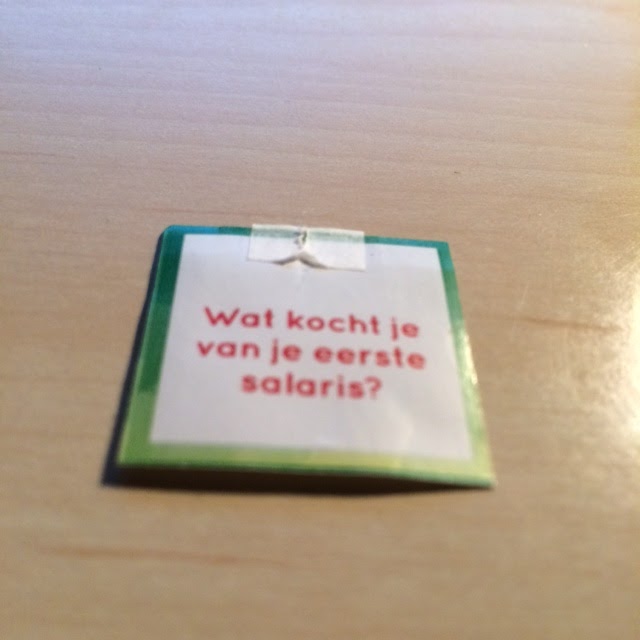 Wat kocht je
van je eerste
salaris?